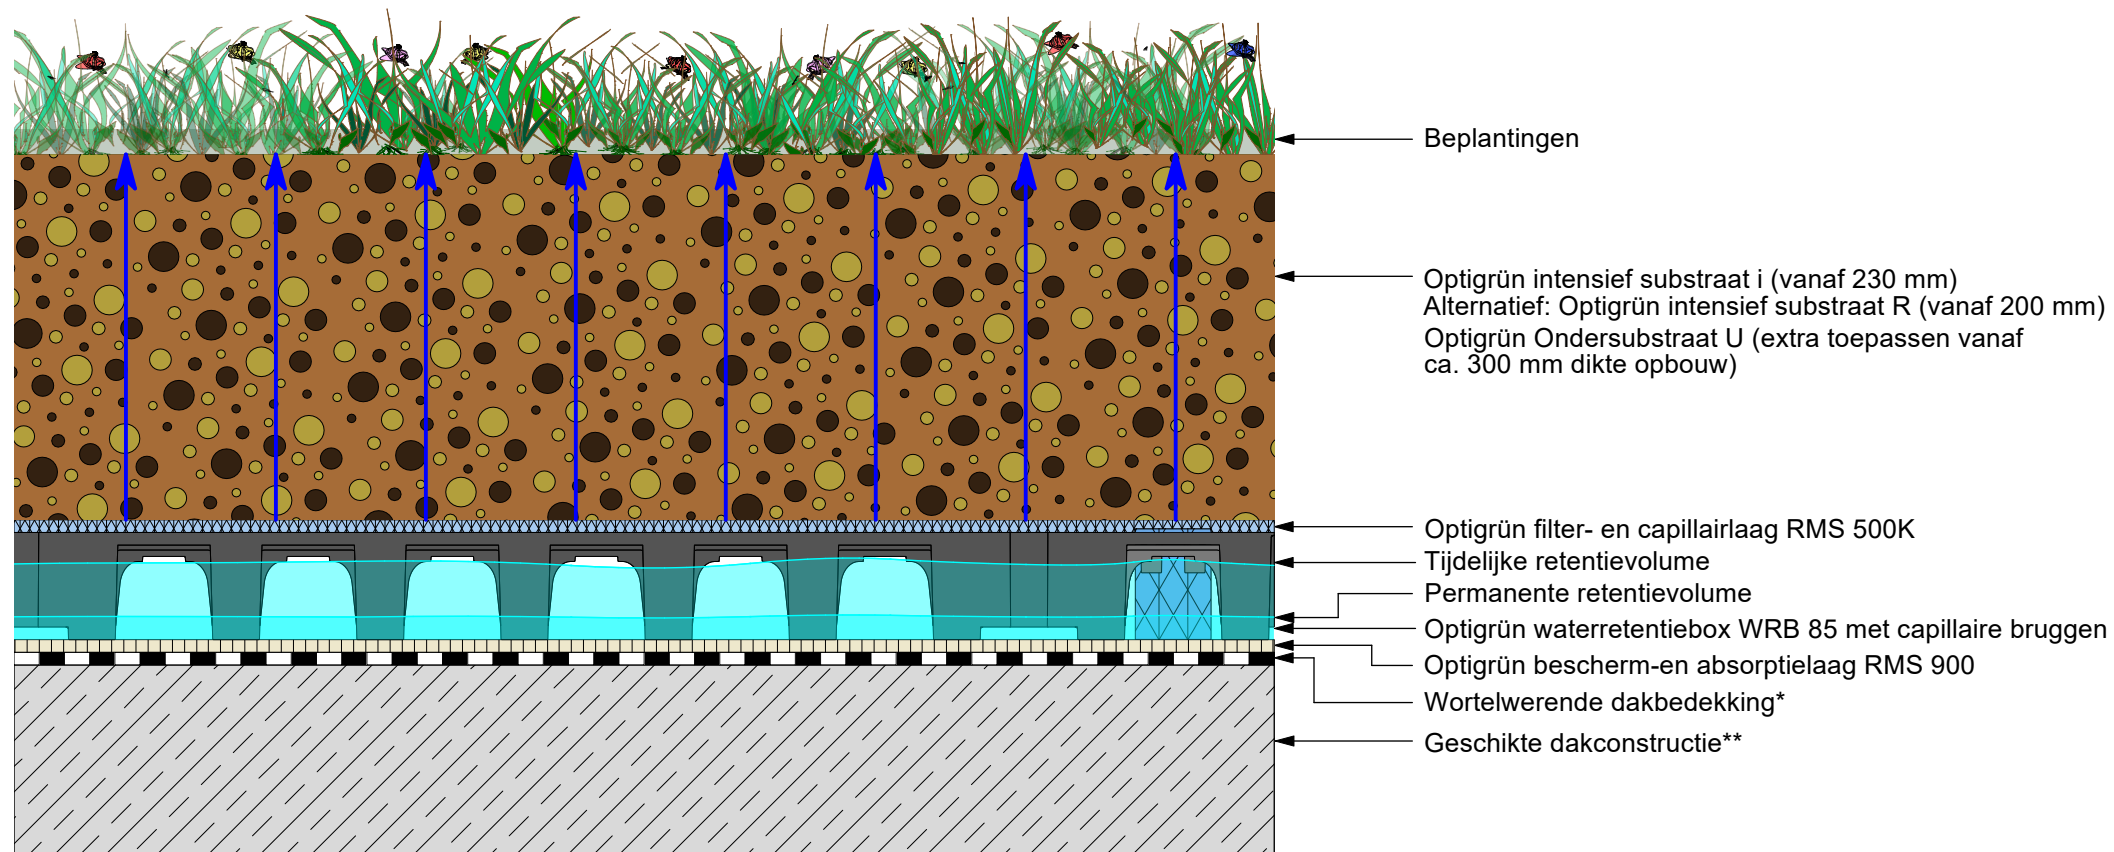 Beplantingen
Optigrün intensief substraat i (vanaf 230 mm)
Alternatief: Optigrün intensief substraat R (vanaf 200 mm)
Optigrün Ondersubstraat U (extra toepassen vanaf
ca. 300 mm dikte opbouw)
Optigrün filter- en capillairlaag RMS 500K
Tijdelijke retentievolume
Permanente retentievolume
Optigrün waterretentiebox WRB 85 met capillaire bruggen
Optigrün bescherm-en absorptielaag RMS 900
Wortelwerende dakbedekking*
Geschikte dakconstructie**